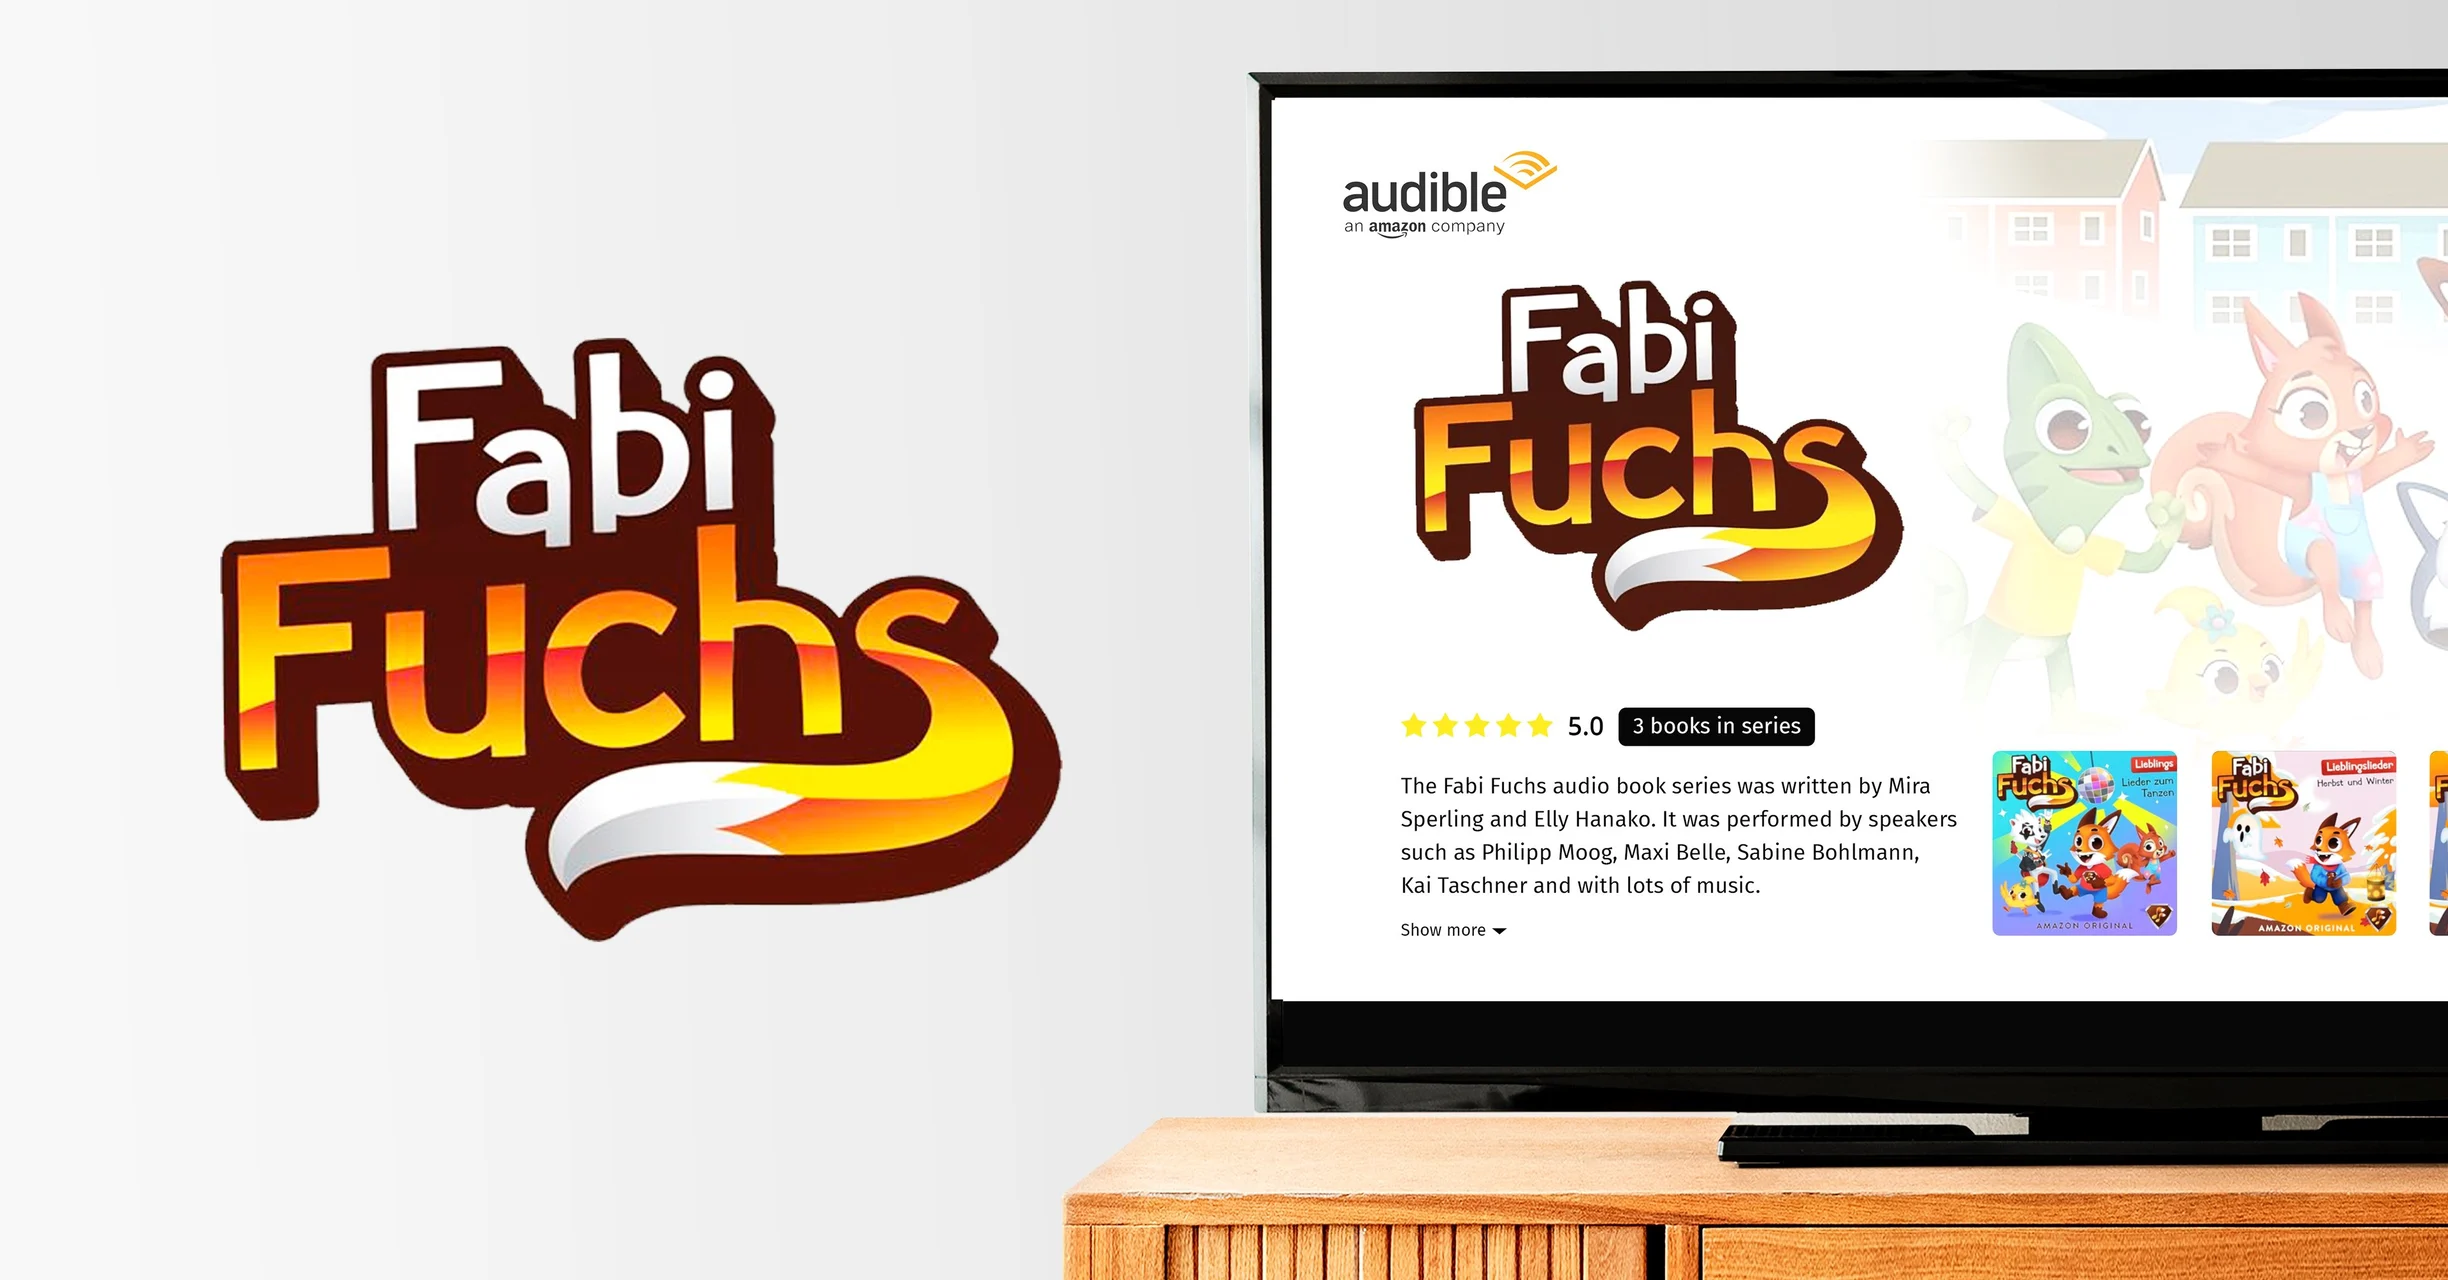 Fabi
Fuchs
audible
an amazon company
Fabi
Fuchs
5.0
3 books in series
The Fabi Fuchs audio book series was written by Mira
Sperling and Elly Hanako. It was performed by speakers
such as Philipp Moog, Maxi Belle, Sabine Bohlmann,
Kai Taschner and with lots of music.
Show more
Fabi
Fuchs
Lieblings
Lieder zum
Tanzen
AMAZON ORIGINAL
Fabi
Fuchs
Lieblingslieder
Herbst und Winter
AMAZON ORIGINAL